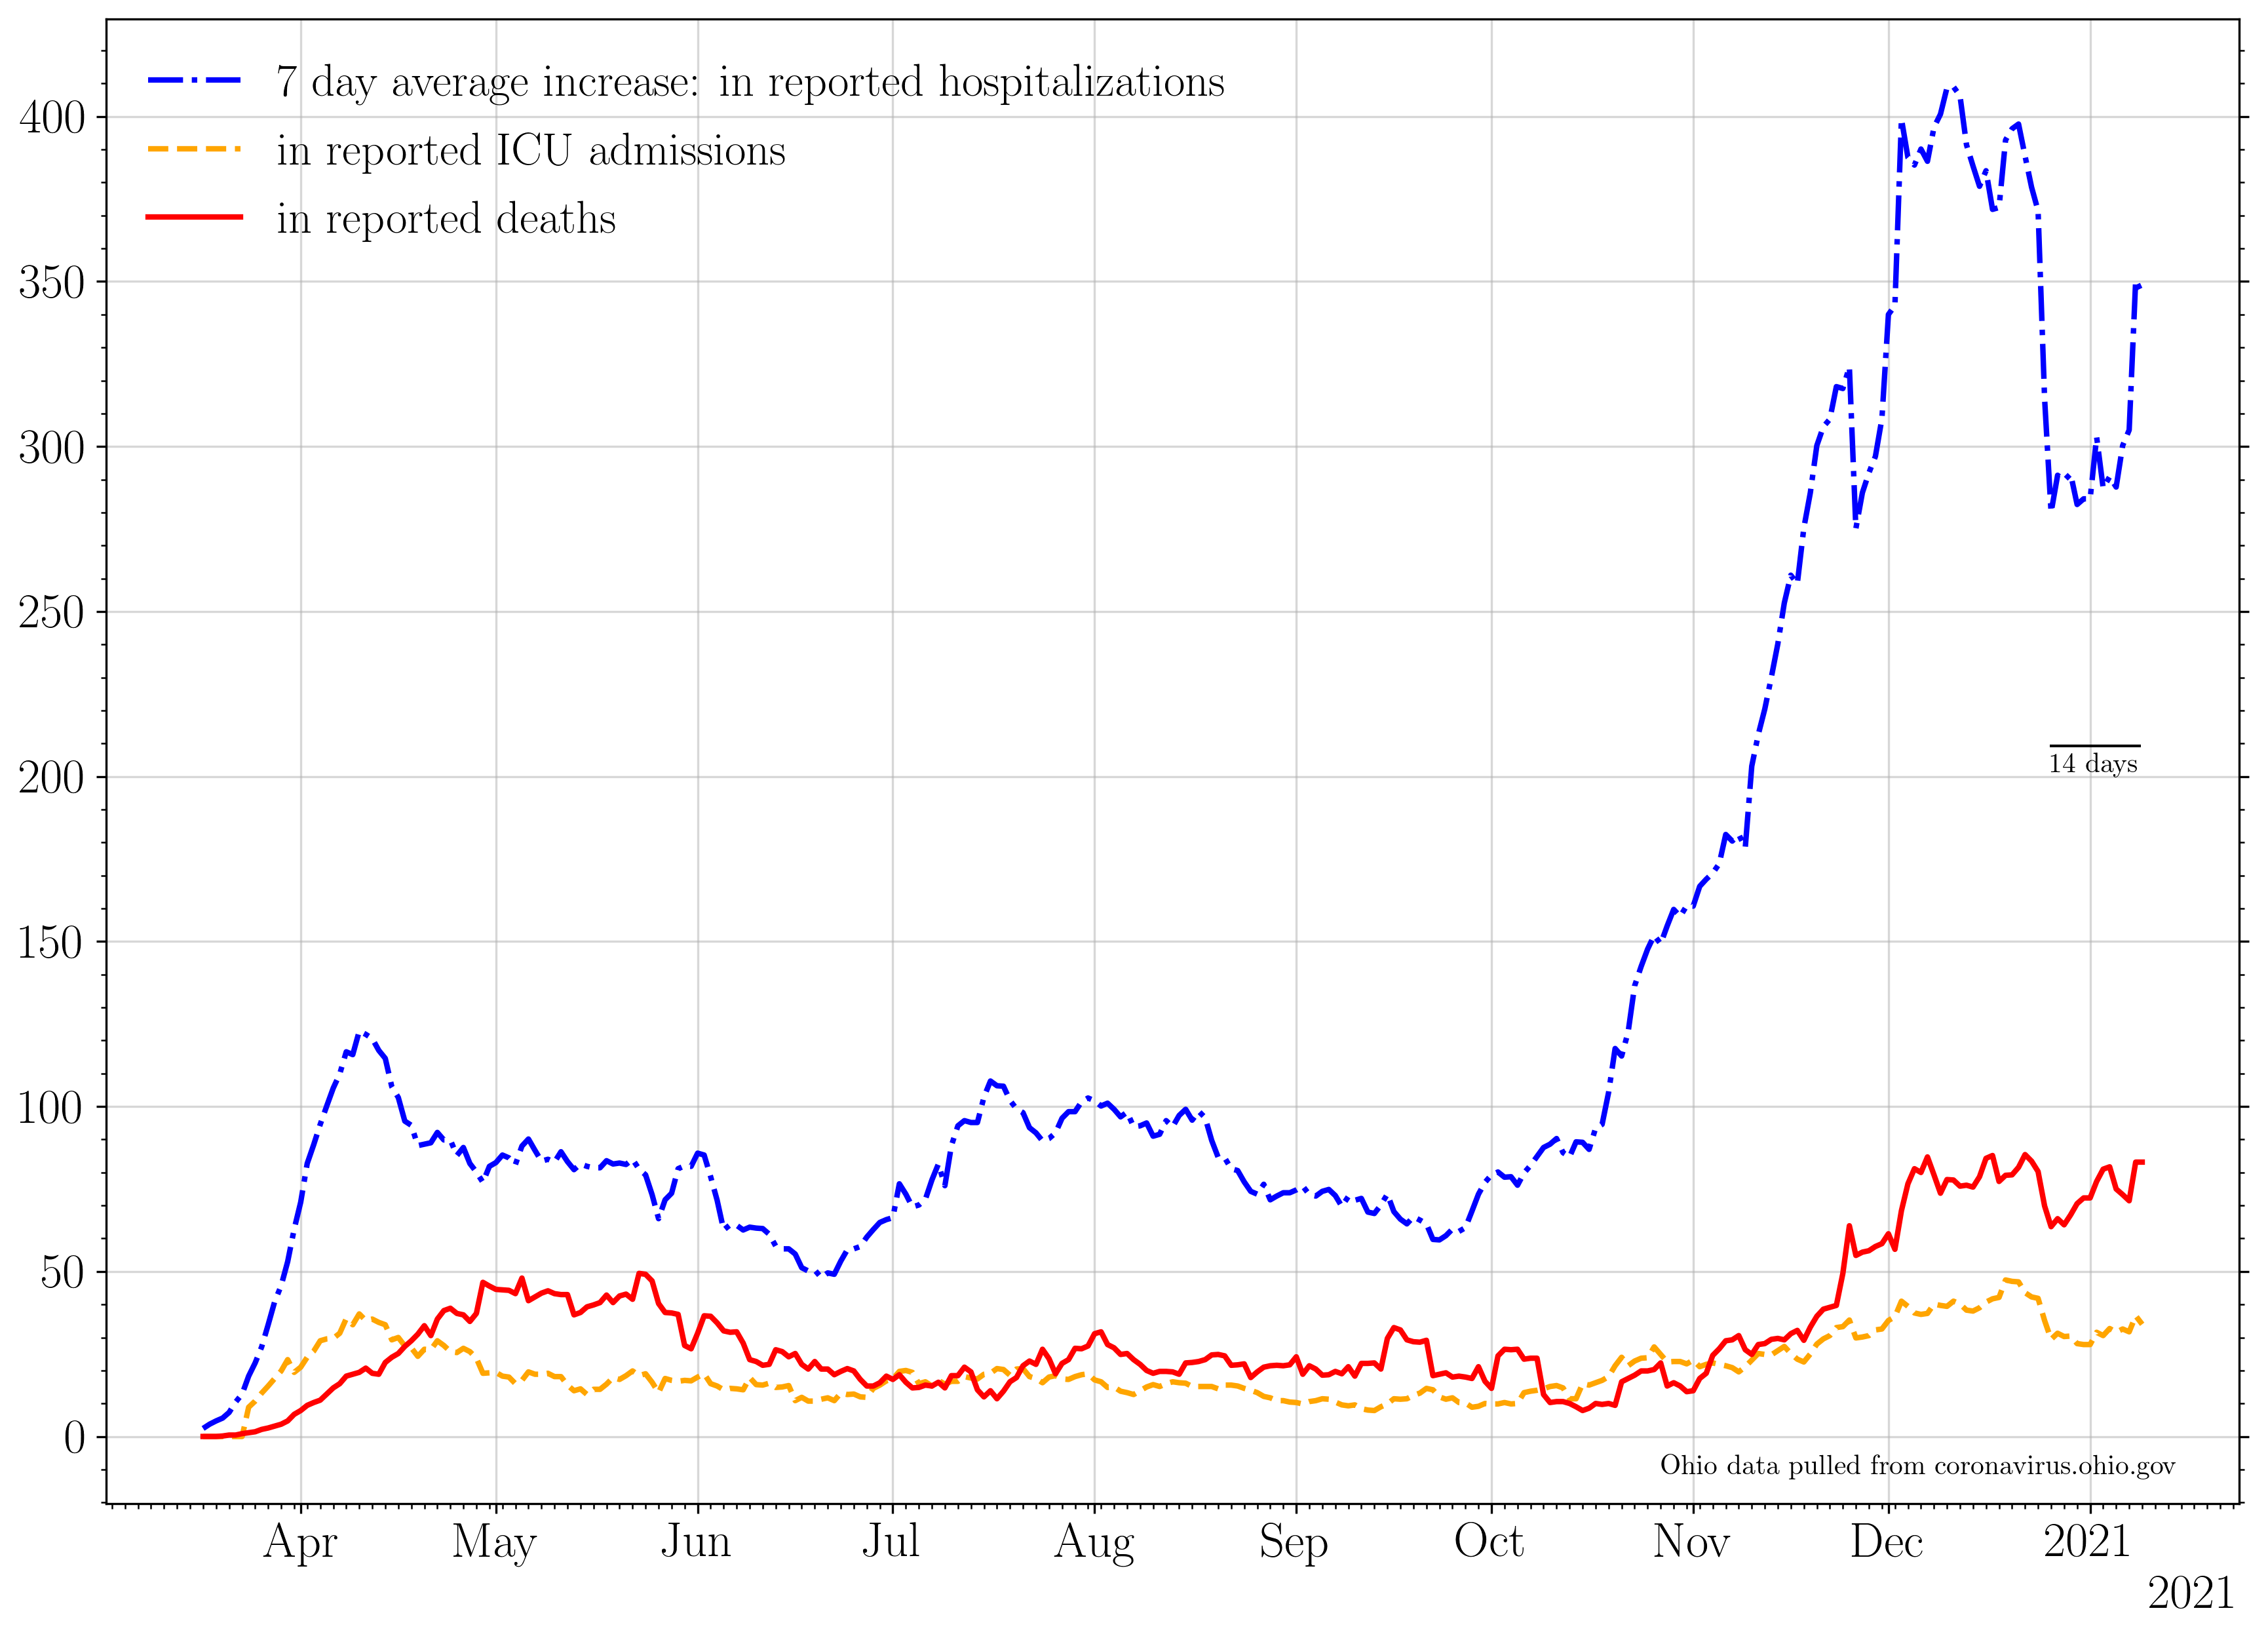 7 day average increase: in reported hospitalizations
in reported ICU admissions
in reported deaths
400
350
300
250
200
150
100
50
0
14 days
Ohio data pulled from coronavirus.ohio.gov
Apr May Jun Jul Aug Sep Oct Nov Dec 2021
2021